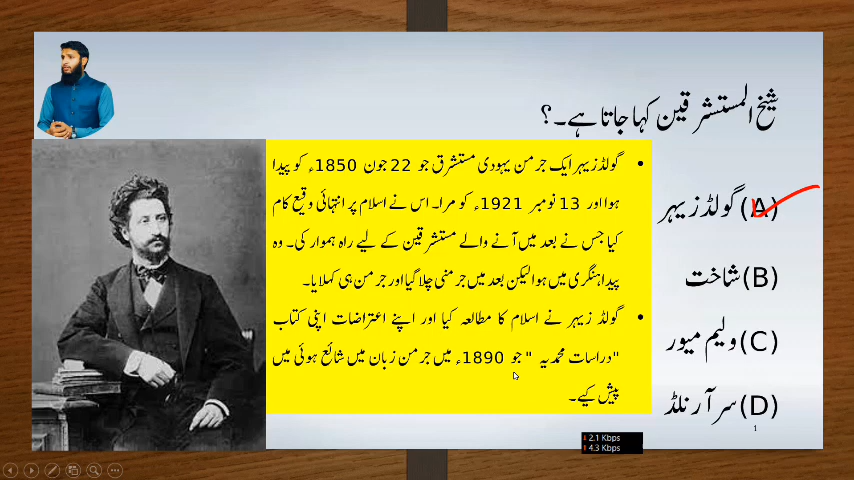 شیخ المستشرقین کہا جاتا ہے۔؟
(A) گولڈزیہر
(B) شاخت
(C) ولیم میور
(D) سر آرنلڈ
• گولڈزیہر ایک جرمن یہودی مستشرق جو 22 جون 1850ء کو پیدا
ہوا اور 13 نومبر 1921ء کو مرا۔ اس نے اسلام پر انتہائی وقیع کام
کیا جس نے بعد میں آنے والے مستشرقین کے لیے راہ ہموار کی۔ وہ
پیدا ہنگری میں ہوا لیکن بعد میں جرمنی چلا گیا اور جرمن ہی کہلایا۔
• گولڈ زیہر نے اسلام کا مطالعہ کیا اور اپنے اعتراضات اپنی کتاب
"دراسات محمدیہ " جو 1890ء میں جرمن زبان میں شائع ہوئی میں
پیش کیے۔
1
2.1 Kbps
4.3 Kbps